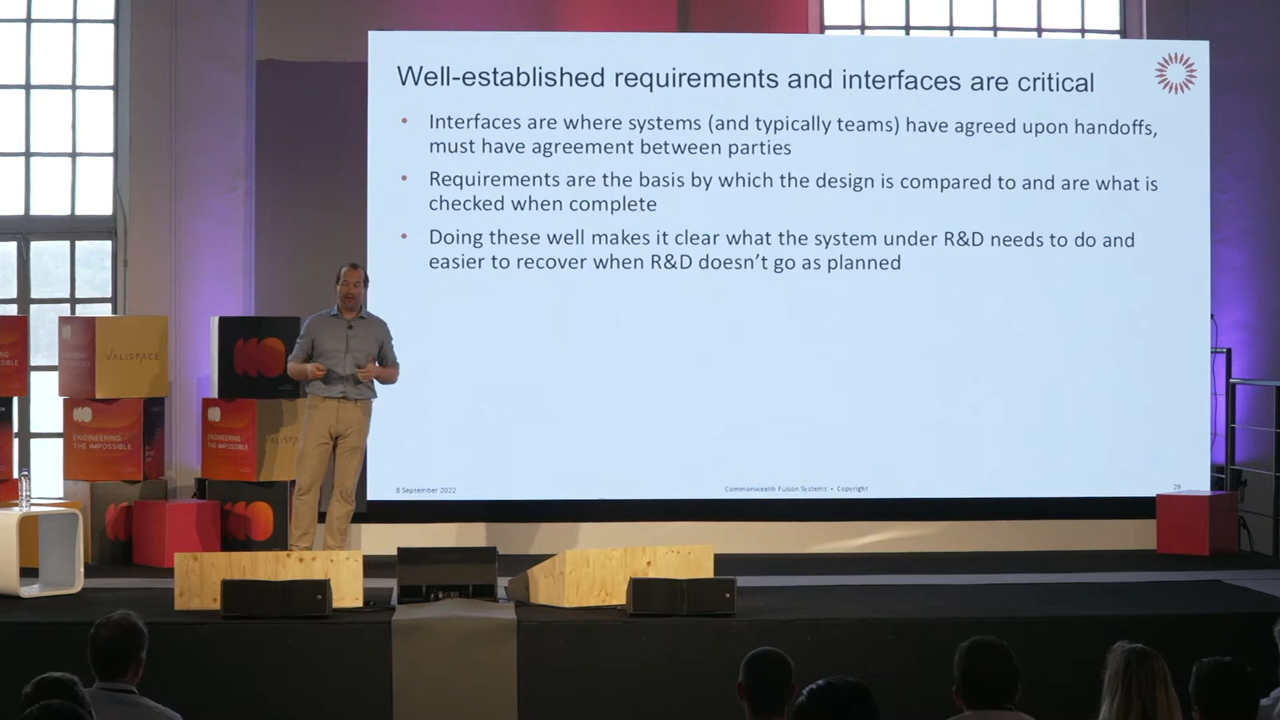 Well-established requirements and interfaces are critical
• Interfaces are where systems (and typically teams) have agreed upon handoffs,
must have agreement between parties
• Requirements are the basis by which the design is compared to and are what is
checked when complete
• Doing these well makes it clear what the system under R&D needs to do and
easier to recover when R&D doesn’t go as planned
8 September 2022
Commonwealth Fusion Systems • Copyright
VALISPACE
ENGINEERING
THE IMPOSSIBLE
ENGINEERING
THE IMPOSSIBLE